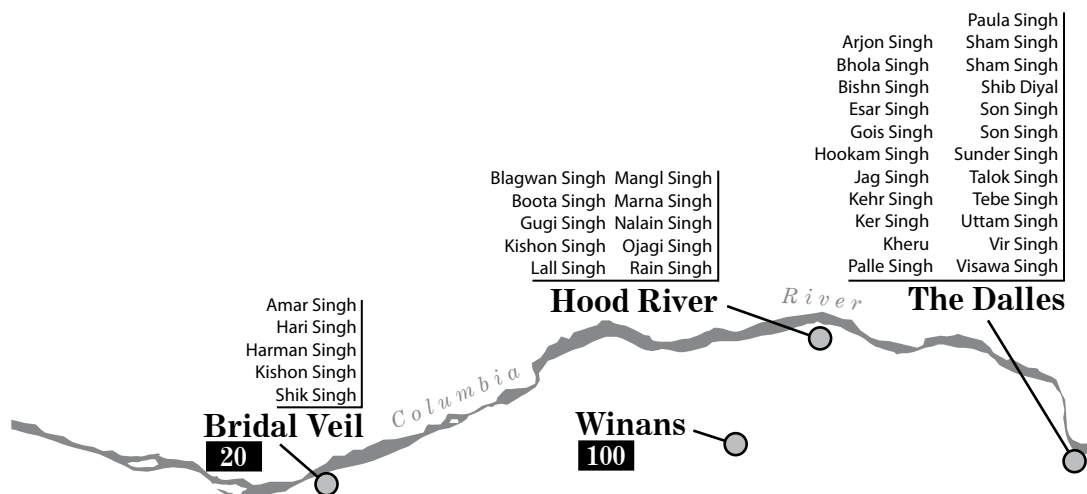 Paula Singh
Arjon Singh Sham Singh
Bhola Singh Sham Singh
Bishn Singh Shib Diyal
Esar Singh Son Singh
Gois Singh Son Singh
Hookam Singh Sunder Singh
Jag Singh Talok Singh
Kehr Singh Tebe Singh
Ker Singh Uttam Singh
Kheru Vir Singh
Palle Singh Visawa Singh
The Dalles
Blagwan Singh Mangl Singh
Boota Singh Marna Singh
Gugi Singh Nalain Singh
Kishon Singh Ojagi Singh
Lall Singh Rain Singh
Hood River
Amar Singh
Hari Singh
Harman Singh
Kishon Singh
Shik Singh
Bridal Veil
20
Columbia River
Winans
100